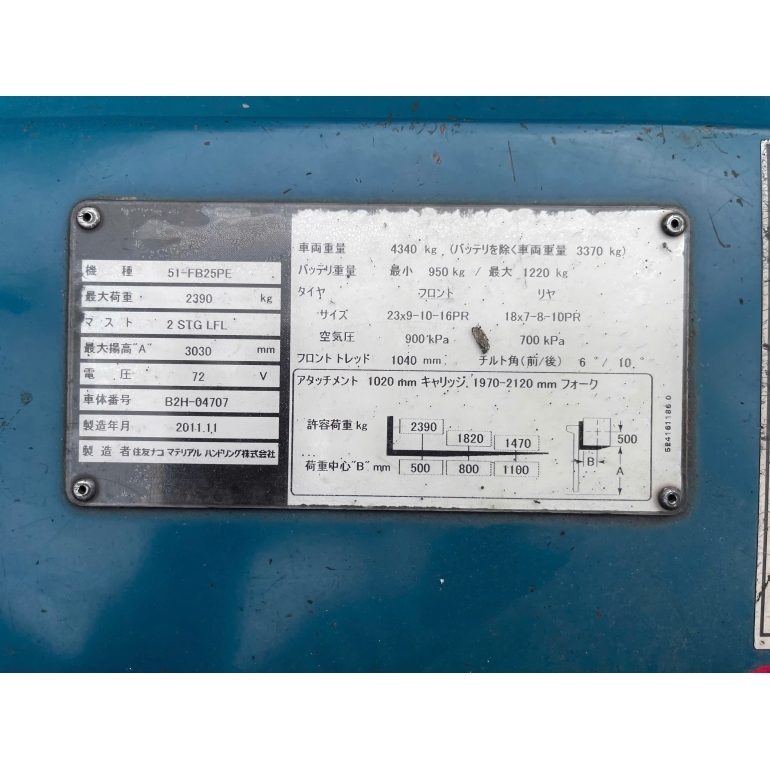 機種 51-FB25PE
最大荷重 2390 kg
マスト 2 STG LFL
最大揚高"A" 3030 mm
電圧 72 V
車体番号 B2H-04707
製造年月 2011.11
製造者 住友ナコ マテリアル ハンドリング株式会社
車両重量 4340 kg (バッテリを除く車両重量 3370 kg)
バッテリ重量 最小 950 kg / 最大 1220 kg
タイヤ フロント リヤ
サイズ 23x9-10-16PR 18x7-8-10PR
空気圧 900 kPa 700 kPa
フロントトレッド 1040 mm チルト角(前/後) 6°/ 10°
アタッチメント 1020 mm キャリッジ, 1970-2120 mm フォーク
許容荷重 kg 2390 1820 1470
荷重中心"B" mm 500 800 1100
500
B
A
5R4181186 0